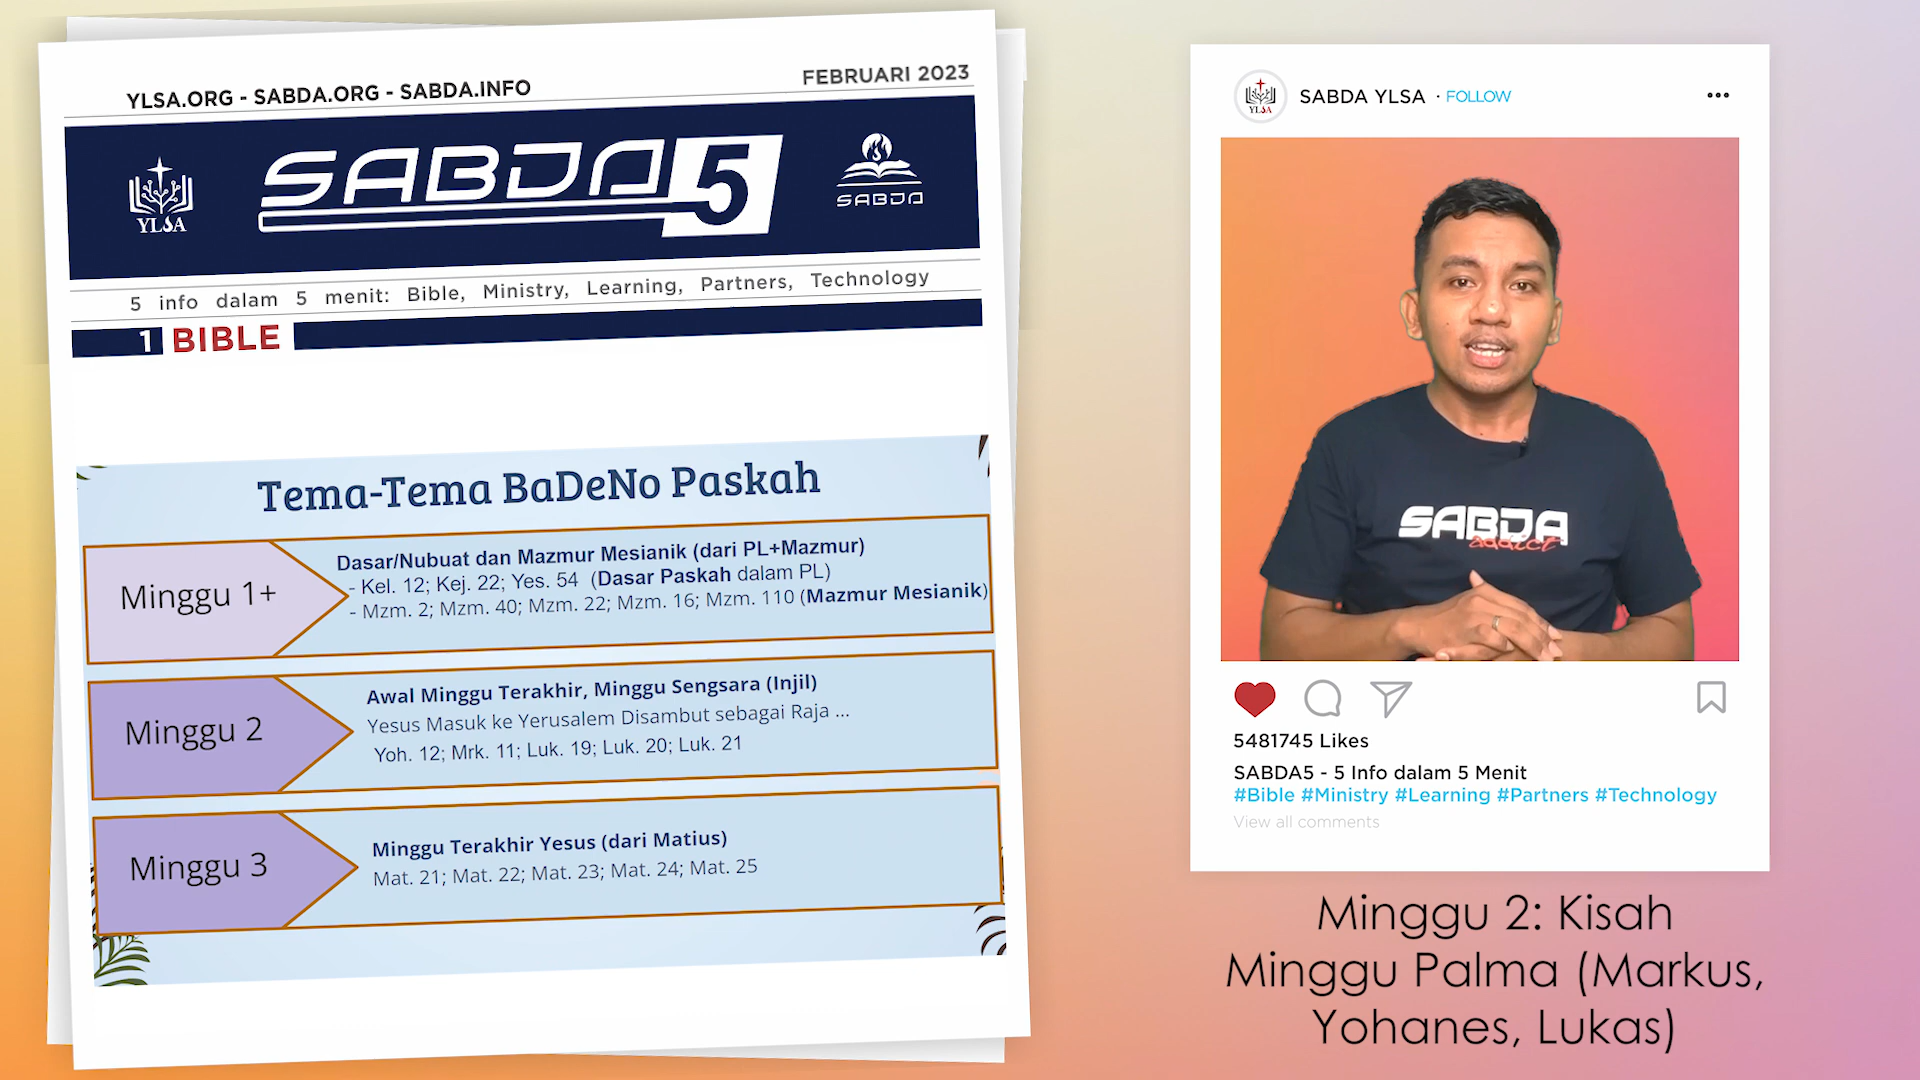 YLSA.ORG - SABDA.ORG - SABDA.INFO
FEBRUARI 2023
YLSA
SABDA5
SABDA
5 info dalam 5 menit: Bible, Ministry, Learning, Partners, Technology
1 BIBLE
Tema-Tema BaDeNo Paskah
Minggu 1+
Dasar/Nubuat dan Mazmur Mesianik (dari PL+Mazmur)
- Kel. 12; Kej. 22; Yes. 54 (Dasar Paskah dalam PL)
- Mzm. 2; Mzm. 40; Mzm. 22; Mzm. 16; Mzm. 110 (Mazmur Mesianik)
Minggu 2
Awal Minggu Terakhir, Minggu Sengsara (Injil)
Yesus Masuk ke Yerusalem Disambut sebagai Raja ...
Yoh. 12; Mrk. 11; Luk. 19; Luk. 20; Luk. 21
Minggu 3
Minggu Terakhir Yesus (dari Matius)
Mat. 21; Mat. 22; Mat. 23; Mat. 24; Mat. 25
YLSA
SABDA YLSA · FOLLOW
SABDA
addict
5481745 Likes
SABDA5 - 5 Info dalam 5 Menit
#Bible #Ministry #Learning #Partners #Technology
View all comments
Minggu 2: Kisah
Minggu Palma (Markus,
Yohanes, Lukas)